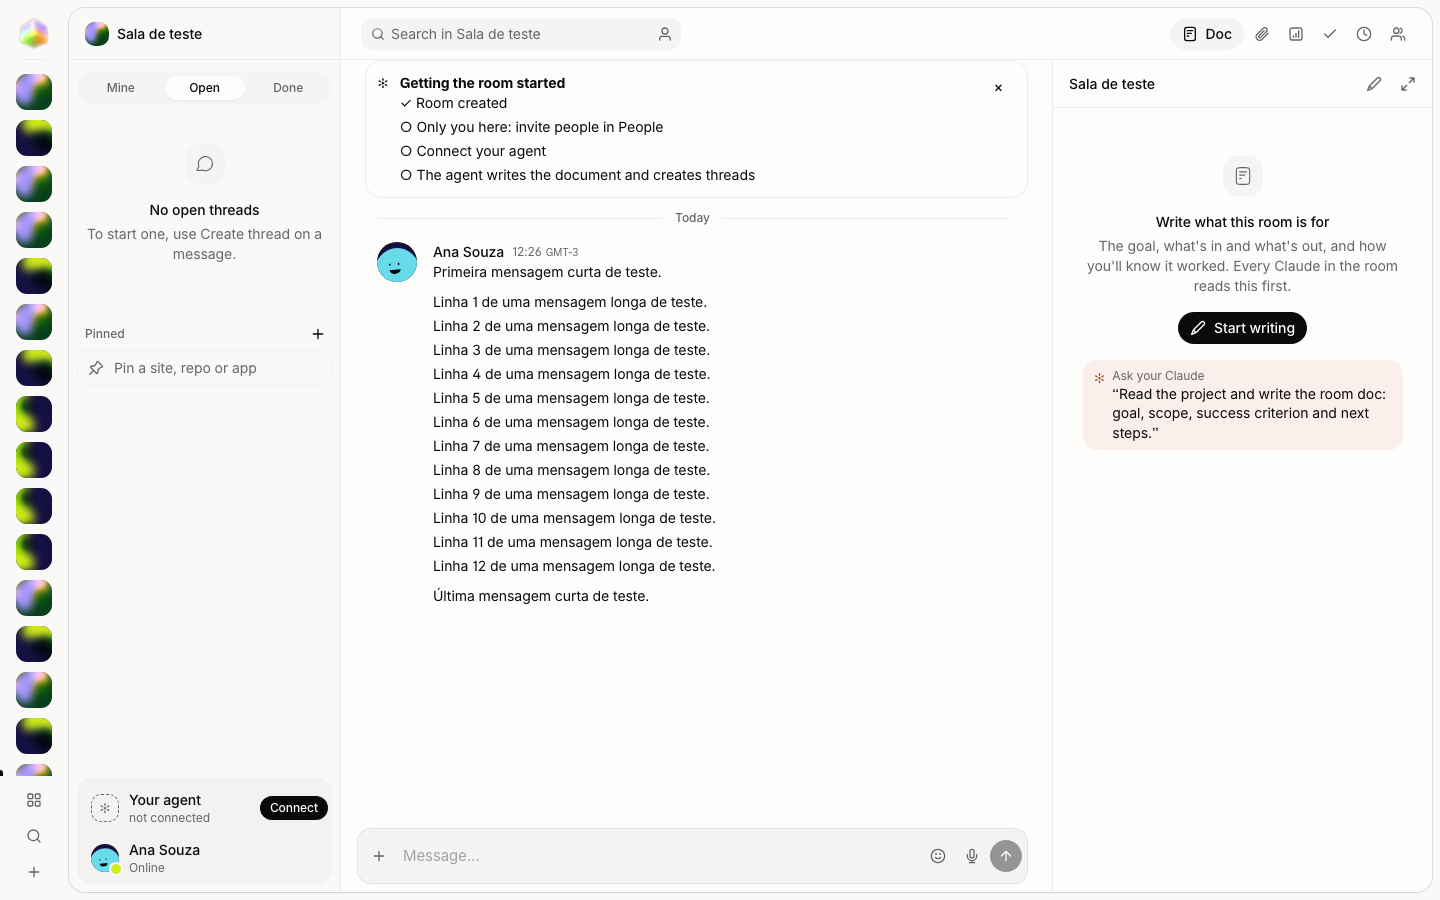 Sala de teste
Search in Sala de teste
Doc
Mine
Open
Done
No open threads
To start one, use Create thread on a
message.
Pinned
Pin a site, repo or app
Your agent
not connected
Connect
Ana Souza
Online
Getting the room started
Room created
Only you here: invite people in People
Connect your agent
The agent writes the document and creates threads
Today
Ana Souza 12:26 GMT-3
Primeira mensagem curta de teste.
Linha 1 de uma mensagem longa de teste.
Linha 2 de uma mensagem longa de teste.
Linha 3 de uma mensagem longa de teste.
Linha 4 de uma mensagem longa de teste.
Linha 5 de uma mensagem longa de teste.
Linha 6 de uma mensagem longa de teste.
Linha 7 de uma mensagem longa de teste.
Linha 8 de uma mensagem longa de teste.
Linha 9 de uma mensagem longa de teste.
Linha 10 de uma mensagem longa de teste.
Linha 11 de uma mensagem longa de teste.
Linha 12 de uma mensagem longa de teste.
Última mensagem curta de teste.
Message...
Sala de teste
Write what this room is for
The goal, what's in and what's out, and how
you'll know it worked. Every Claude in the room
reads this first.
Start writing
Ask your Claude
“Read the project and write the room doc:
goal, scope, success criterion and next
steps.”